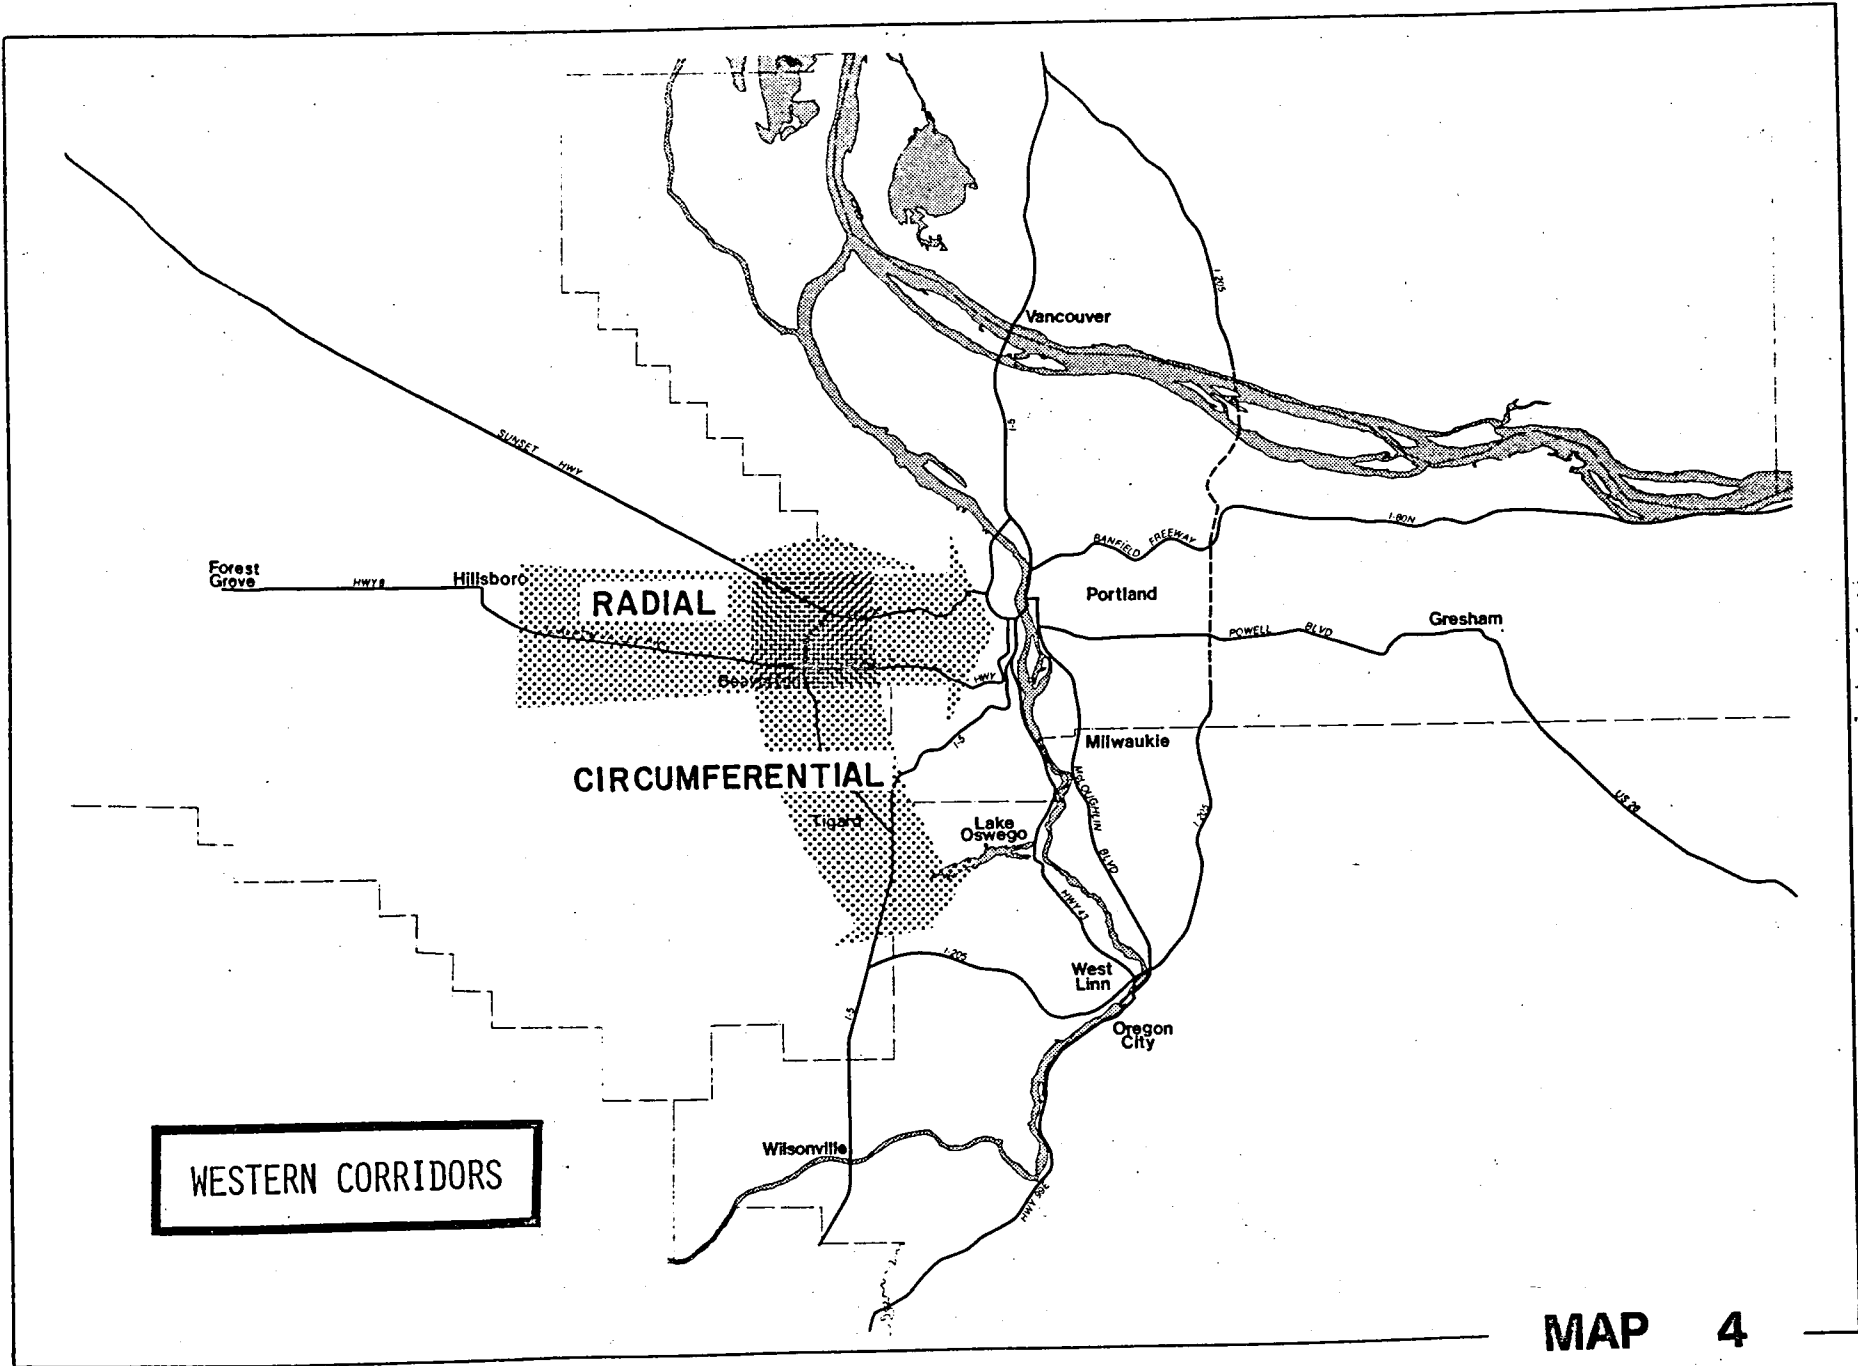 I-205
Vancouver
I-5
SUNSET HWY
BANFIELD FREEWAY
I-80N
Forest
Grove
HWY 8
Hillsboro
RADIAL
Portland
POWELL BLVD
Gresham
HWY
I-5
Milwaukie
CIRCUMFERENTIAL
McLOUGHLIN BLVD
US 26
I-205
Tigard
Lake
Oswego
HWY 43
I-205
West
Linn
I-5
Oregon
City
Wilsonville
WESTERN CORRIDORS
HWY 99E
MAP 4